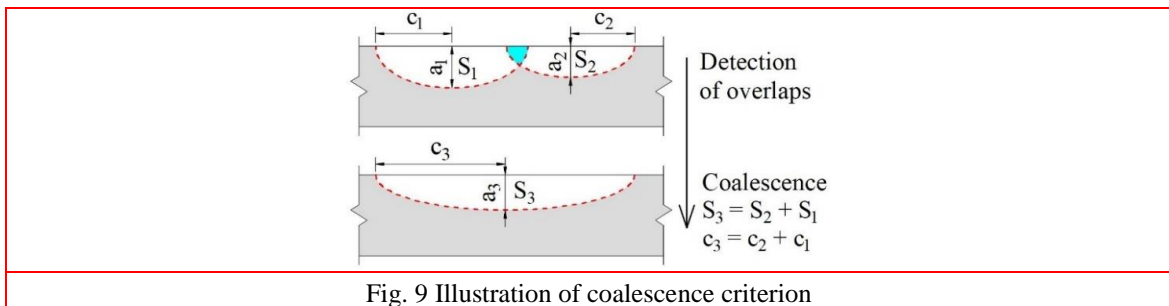 c₁
c₂
a₁
S₁
a₂
S₂
Detection
of overlaps
c₃
a₃
S₃
Coalescence
S₃ = S₂ + S₁
c₃ = c₂ + c₁
Fig. 9 Illustration of coalescence criterion